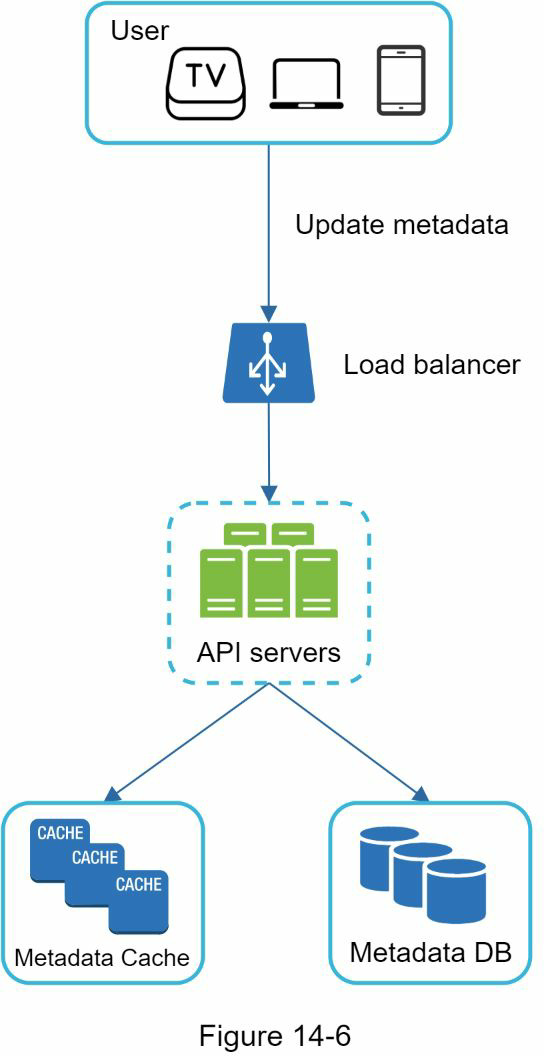 User
TV
Update metadata
Load balancer
API servers
CACHE
CACHE
CACHE
Metadata Cache
Metadata DB
Figure 14-6